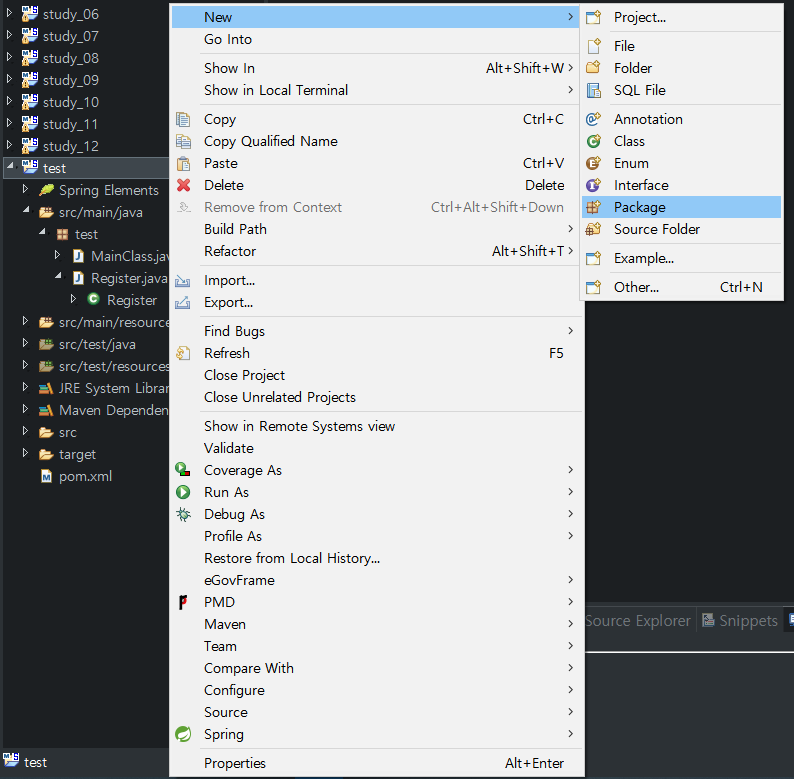 study_06
study_07
study_08
study_09
study_10
study_11
study_12
test
Spring Elements
src/main/java
test
MainClass.jav
Register.java
Register
src/main/resource
src/test/java
src/test/resources
JRE System Librar
Maven Dependen
src
target
pom.xml
test
New
Go Into
Show In Alt+Shift+W
Show in Local Terminal
Copy Ctrl+C
Copy Qualified Name
Paste Ctrl+V
Delete Delete
Remove from Context Ctrl+Alt+Shift+Down
Build Path
Refactor Alt+Shift+T
Import...
Export...
Find Bugs
Refresh F5
Close Project
Close Unrelated Projects
Show in Remote Systems view
Validate
Coverage As
Run As
Debug As
Profile As
Restore from Local History...
eGovFrame
PMD
Maven
Team
Compare With
Configure
Source
Spring
Properties Alt+Enter
Project...
File
Folder
SQL File
Annotation
Class
Enum
Interface
Package
Source Folder
Example...
Other... Ctrl+N
Source Explorer
Snippets